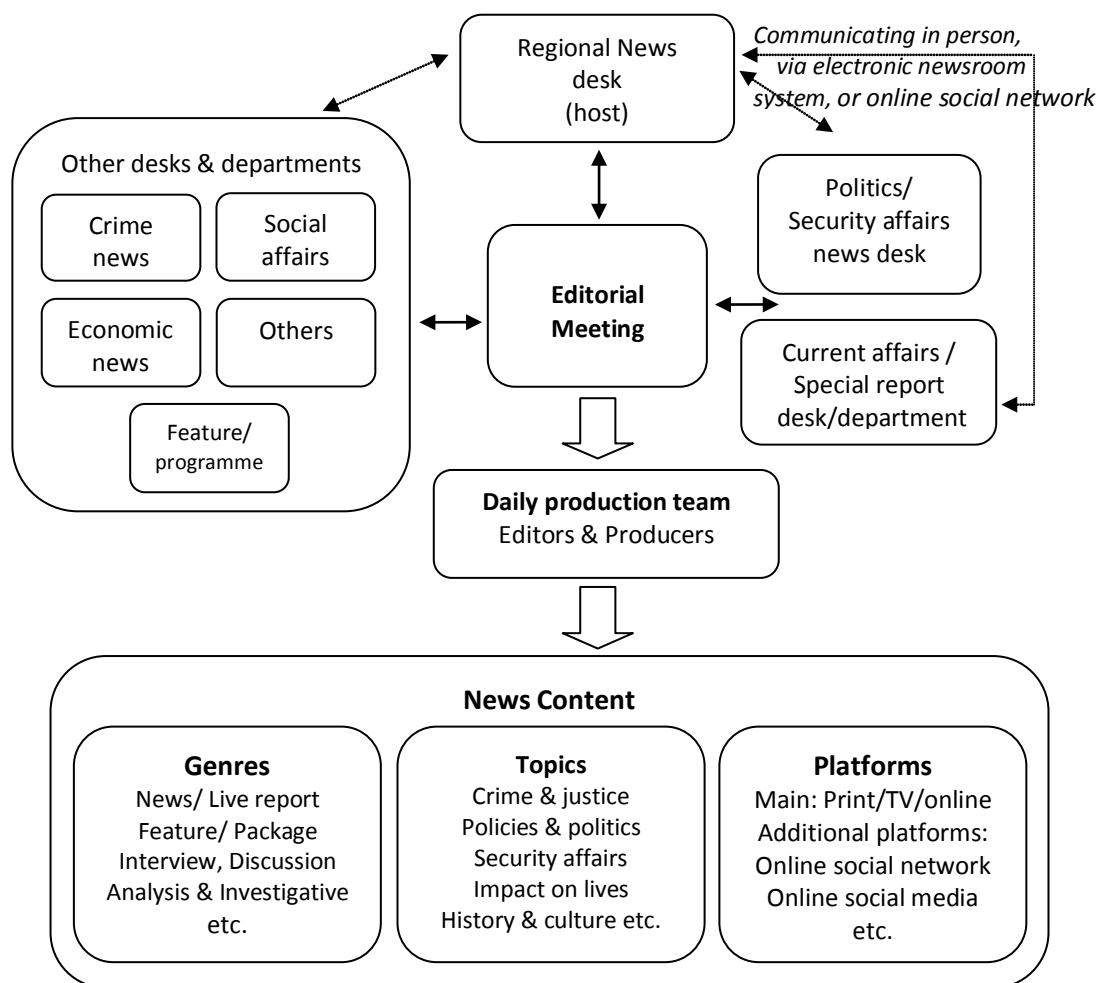 Regional News
desk
(host)
Communicating in person,
via electronic newsroom
system, or online social network
Other desks & departments
Crime
news
Social
affairs
Economic
news
Others
Feature/
programme
Editorial
Meeting
Politics/
Security affairs
news desk
Current affairs /
Special report
desk/department
Daily production team
Editors & Producers
News Content
Genres
News/ Live report
Feature/ Package
Interview, Discussion
Analysis & Investigative
etc.
Topics
Crime & justice
Policies & politics
Security affairs
Impact on lives
History & culture etc.
Platforms
Main: Print/TV/online
Additional platforms:
Online social network
Online social media
etc.